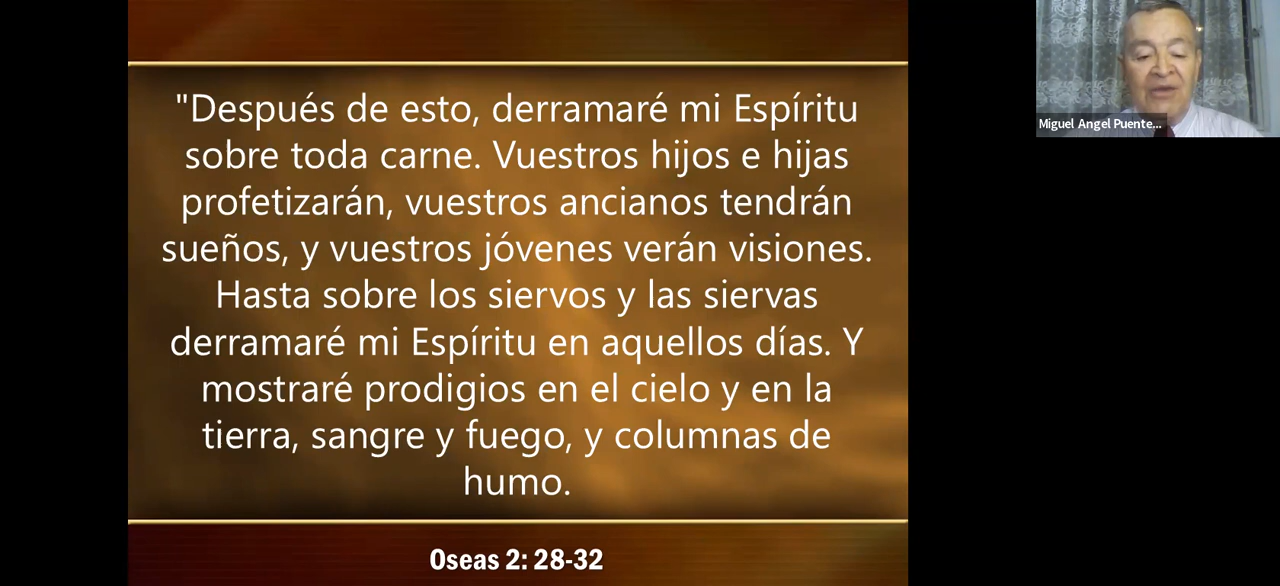 "Después de esto, derramaré mi Espíritu
sobre toda carne. Vuestros hijos e hijas
profetizarán, vuestros ancianos tendrán
sueños, y vuestros jóvenes verán visiones.
Hasta sobre los siervos y las siervas
derramaré mi Espíritu en aquellos días. Y
mostraré prodigios en el cielo y en la
tierra, sangre y fuego, y columnas de
humo.
Oseas 2: 28-32
Miguel Angel Puente...